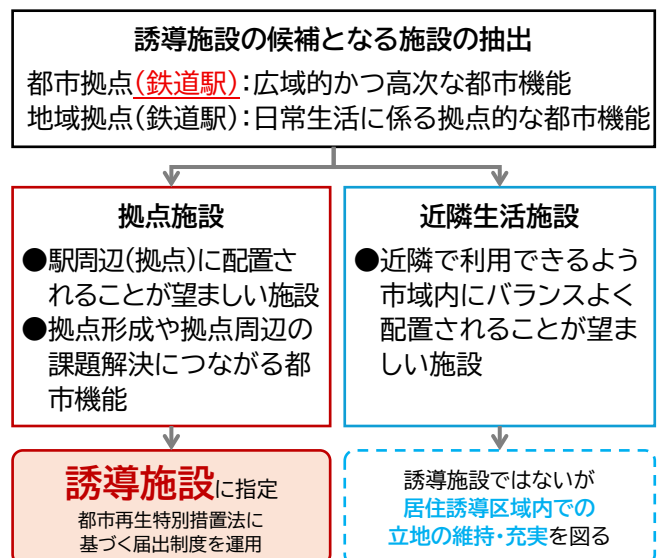 誘導施設の候補となる施設の抽出
都市拠点(鉄道駅):広域的かつ高次な都市機能
地域拠点(鉄道駅):日常生活に係る拠点的な都市機能
拠点施設
●駅周辺(拠点)に配置さ
れることが望ましい施設
●拠点形成や拠点周辺の
課題解決につながる都
市機能
近隣生活施設
●近隣で利用できるよう
市域内にバランスよく
配置されることが望ま
しい施設
誘導施設に指定
都市再生特別措置法に
基づく届出制度を運用
誘導施設ではないが
居住誘導区域内での
立地の維持・充実を図る